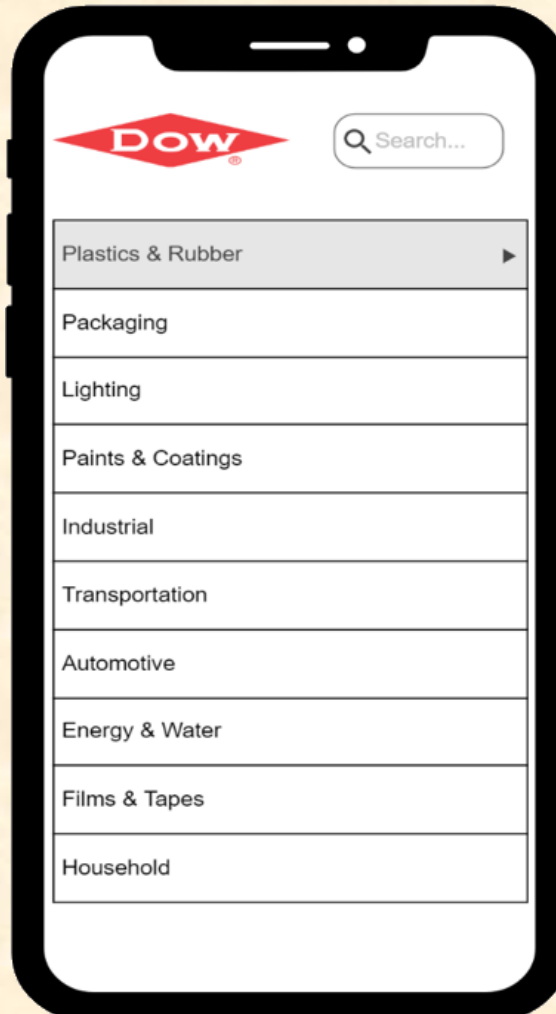 Dow®
Search...
Plastics & Rubber
Packaging
Lighting
Paints & Coatings
Industrial
Transportation
Automotive
Energy & Water
Films & Tapes
Household